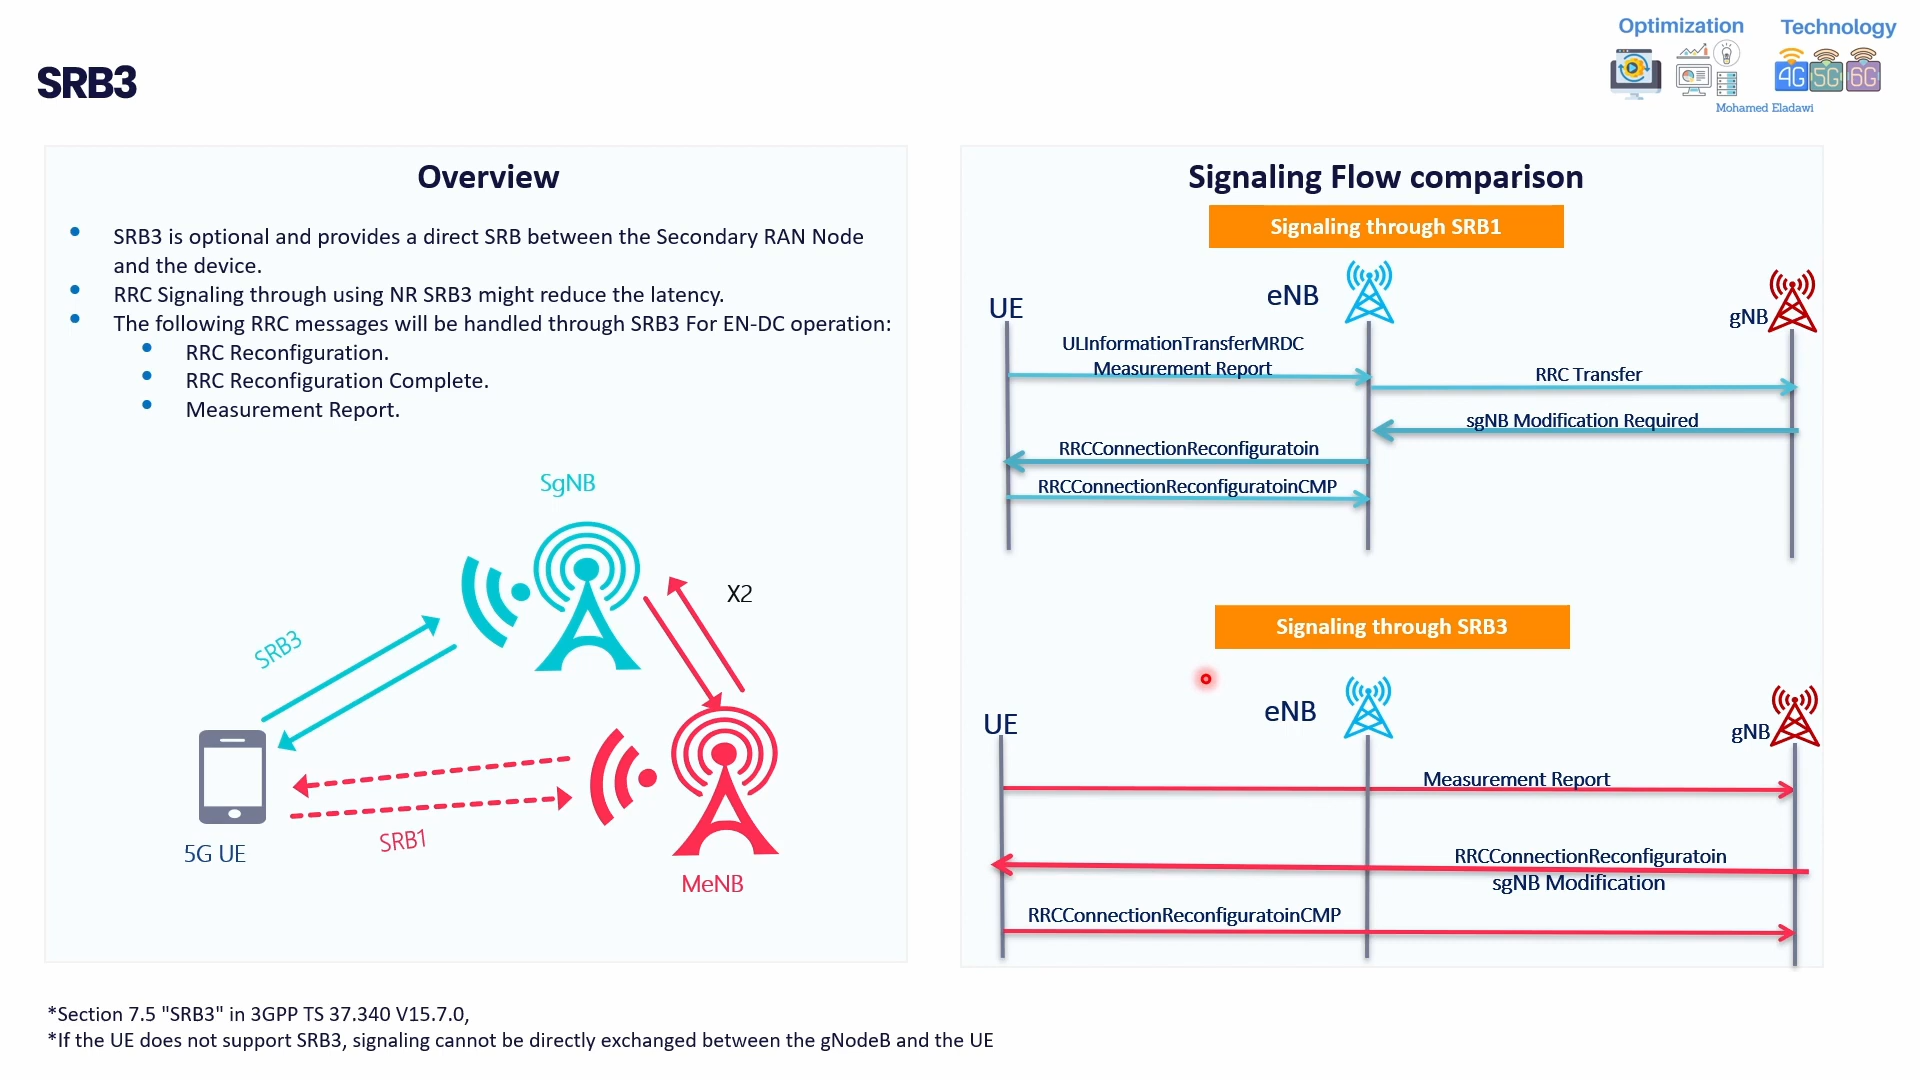 Optimization
Technology
4G 5G 6G
Mohamed Eladawi
SRB3
Overview
SRB3 is optional and provides a direct SRB between the Secondary RAN Node
and the device.
RRC Signaling through using NR SRB3 might reduce the latency.
The following RRC messages will be handled through SRB3 For EN-DC operation:
RRC Reconfiguration.
RRC Reconfiguration Complete.
Measurement Report.
SgNB
X2
SRB3
SRB1
5G UE
MeNB
Signaling Flow comparison
Signaling through SRB1
UE
eNB
gNB
ULInformationTransferMRDC
Measurement Report
RRC Transfer
sgNB Modification Required
RRCConnectionReconfiguratoin
RRCConnectionReconfiguratoinCMP
Signaling through SRB3
UE
eNB
gNB
Measurement Report
RRCConnectionReconfiguratoin
sgNB Modification
RRCConnectionReconfiguratoinCMP
*Section 7.5 "SRB3" in 3GPP TS 37.340 V15.7.0,
*If the UE does not support SRB3, signaling cannot be directly exchanged between the gNodeB and the UE